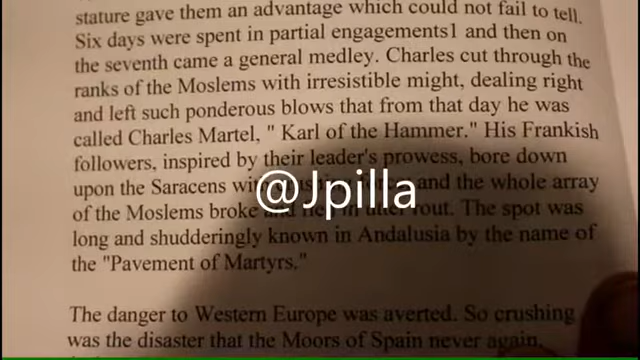 stature gave them an advantage which could not fail to tell.
Six days were spent in partial engagements1 and then on
the seventh came a general medley. Charles cut through the
ranks of the Moslems with irresistible might, dealing right
and left such ponderous blows that from that day he was
called Charles Martel, " Karl of the Hammer." His Frankish
followers, inspired by their leader's prowess, bore down
upon the Saracens and the whole array
@Jpilla
of the Moslems broke and in utter rout. The spot was
long and shudderingly known in Andalusia by the name of
the "Pavement of Martyrs."
The danger to Western Europe was averted. So crushing
was the disaster that the Moors of Spain never again,